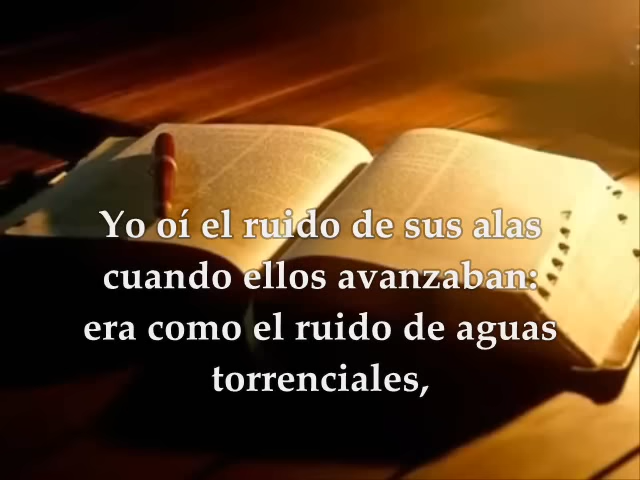 Yo oí el ruido de sus alas
cuando ellos avanzaban:
era como el ruido de aguas
torrenciales,